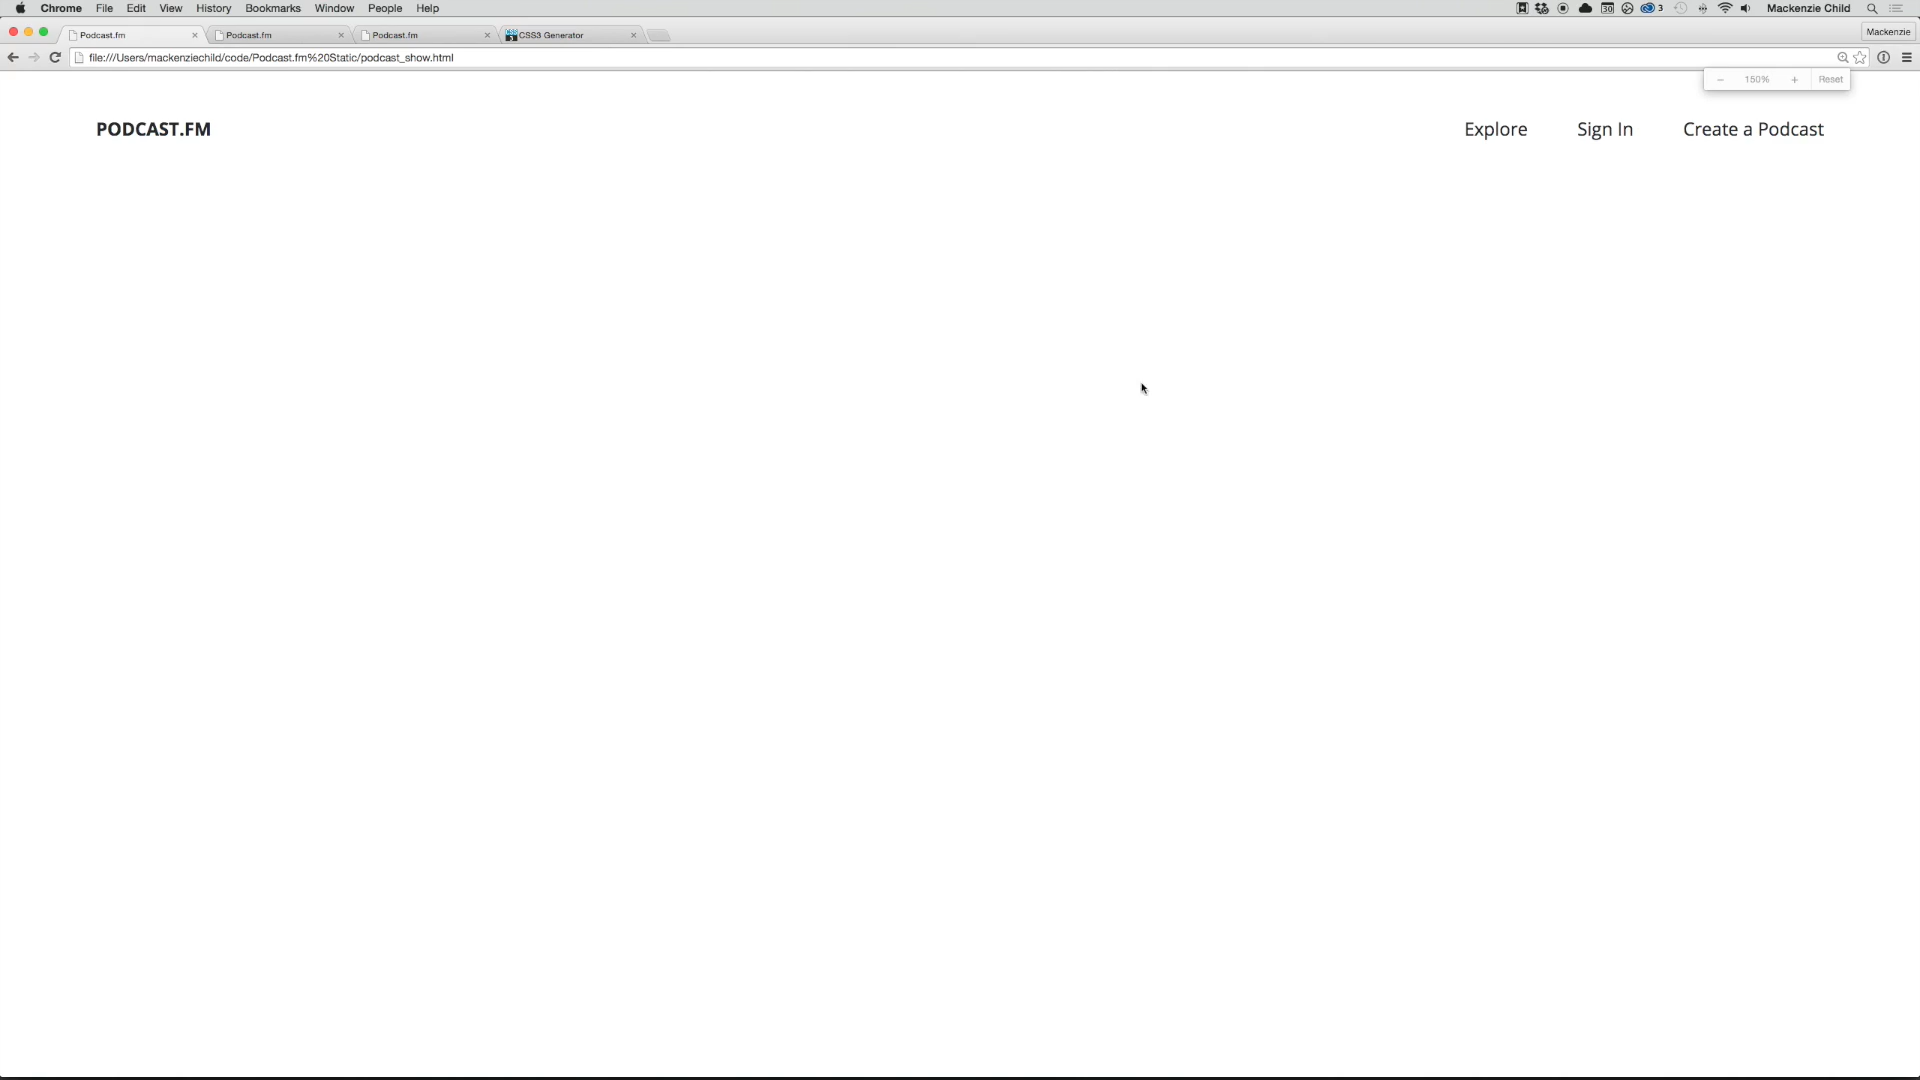 Chrome File Edit View History Bookmarks Window People Help 30 3 Mackenzie Child
Podcast.fm Podcast.fm Podcast.fm CSS3 Generator Mackenzie
file:///Users/mackenziechild/code/Podcast.fm%20Static/podcast_show.html
− 150% + Reset
PODCAST.FM Explore Sign In Create a Podcast